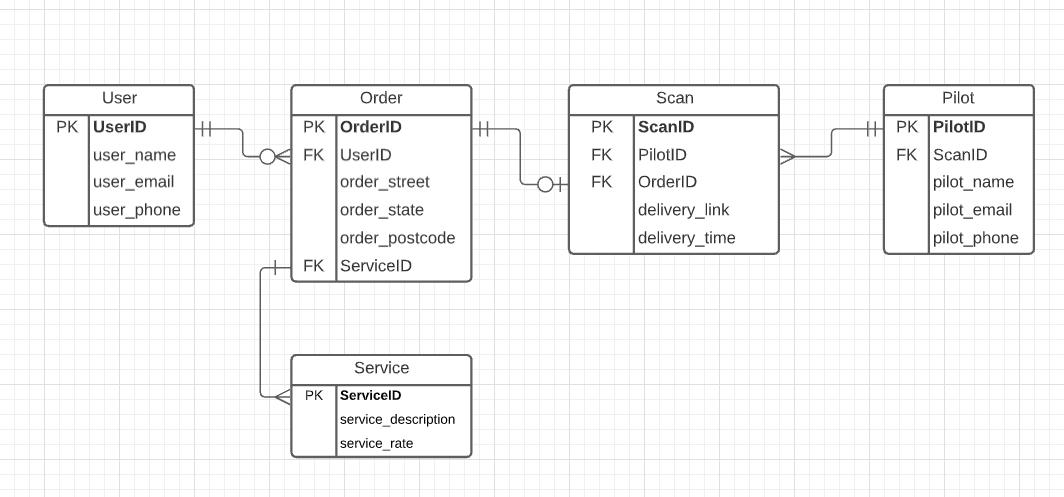 User
PK UserID
user_name
user_email
user_phone
Order
PK OrderID
FK UserID
order_street
order_state
order_postcode
FK ServiceID
Scan
PK ScanID
FK PilotID
FK OrderID
delivery_link
delivery_time
Pilot
PK PilotID
FK ScanID
pilot_name
pilot_email
pilot_phone
Service
PK ServiceID
service_description
service_rate